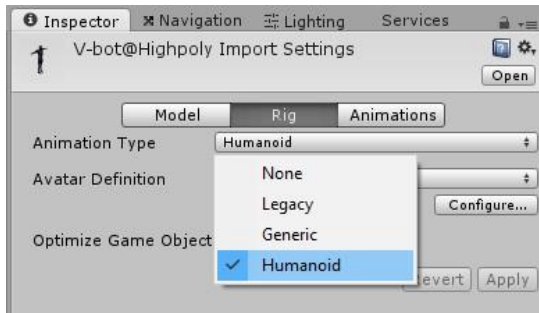 Inspector Navigation Lighting Services
V-bot@Highpoly Import Settings
Open
Model Rig Animations
Animation Type Humanoid
None
Avatar Definition
Legacy
Configure...
Generic
Optimize Game Object
Humanoid
Apply